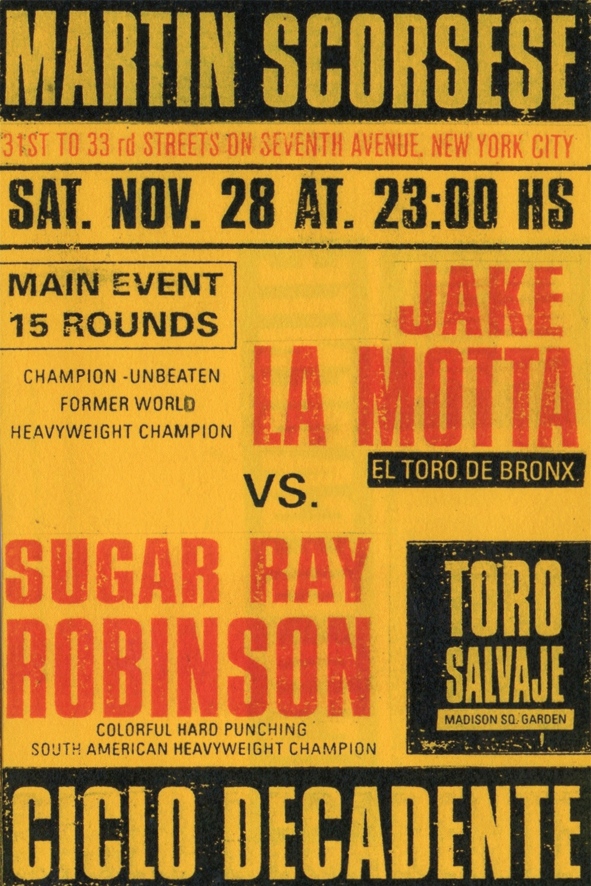 MARTIN SCORSESE
31ST TO 33 rd STREETS ON SEVENTH AVENUE. NEW YORK CITY
SAT. NOV. 28 AT. 23:00 HS
MAIN EVENT
15 ROUNDS
CHAMPION -UNBEATEN
FORMER WORLD
HEAVYWEIGHT CHAMPION
JAKE
LA MOTTA
EL TORO DE BRONX
VS.
SUGAR RAY
ROBINSON
COLORFUL HARD PUNCHING
SOUTH AMERICAN HEAVYWEIGHT CHAMPION
TORO
SALVAJE
MADISON SQ. GARDEN
CICLO DECADENTE